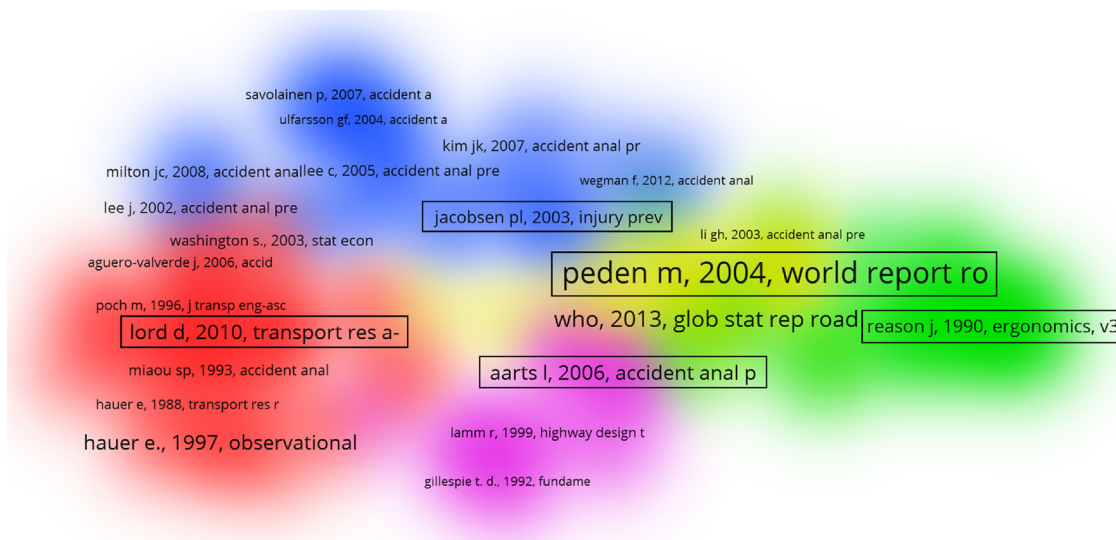 savolainen p, 2007, accident a
ulfarsson gf, 2004, accident a
kim jk, 2007, accident anal pr
milton jc, 2008, accident anal
lee c, 2005, accident anal pre
wegman f, 2012, accident anal
lee j, 2002, accident anal pre
jacobsen pl, 2003, injury prev
washington s., 2003, stat econ
li gh, 2003, accident anal pre
aguero-valverde j, 2006, accid
peden m, 2004, world report ro
poch m, 1996, j transp eng-asc
who, 2013, glob stat rep road
reason j, 1990, ergonomics, v3
lord d, 2010, transport res a-
miaou sp, 1993, accident anal
aarts l, 2006, accident anal p
hauer e, 1988, transport res r
lamm r, 1999, highway design t
hauer e., 1997, observational
gillespie t. d., 1992, fundame